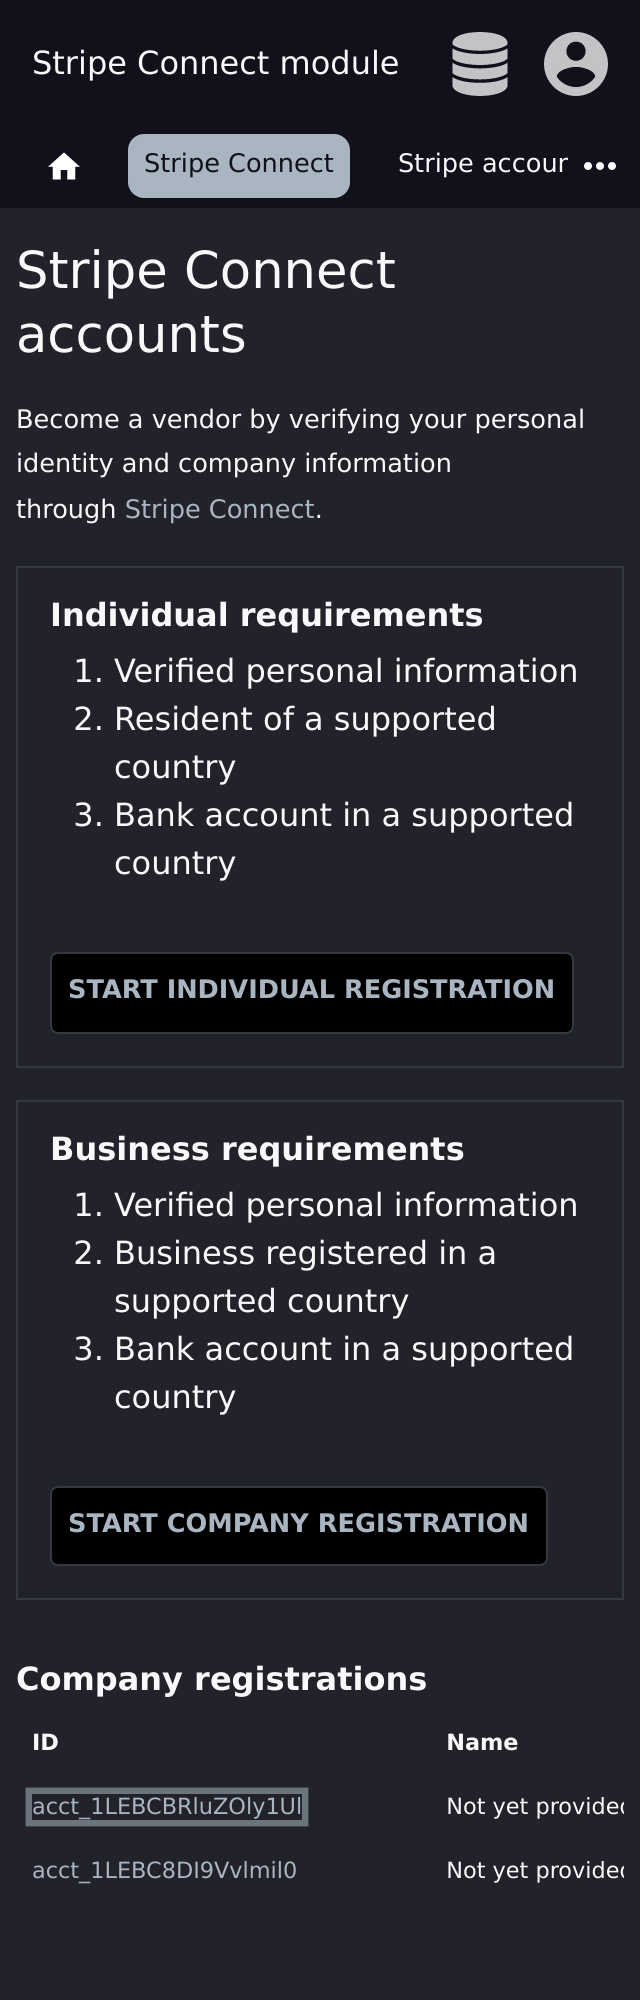 Stripe Connect module
Stripe Connect
Stripe accour
Stripe Connect
accounts
Become a vendor by verifying your personal
identity and company information
through Stripe Connect.
Individual requirements
1. Verified personal information
2. Resident of a supported
country
3. Bank account in a supported
country
START INDIVIDUAL REGISTRATION
Business requirements
1. Verified personal information
2. Business registered in a
supported country
3. Bank account in a supported
country
START COMPANY REGISTRATION
Company registrations
ID Name
acct_1LEBCBRluZOly1Ul Not yet provided
acct_1LEBC8DI9Vvlmil0 Not yet provided